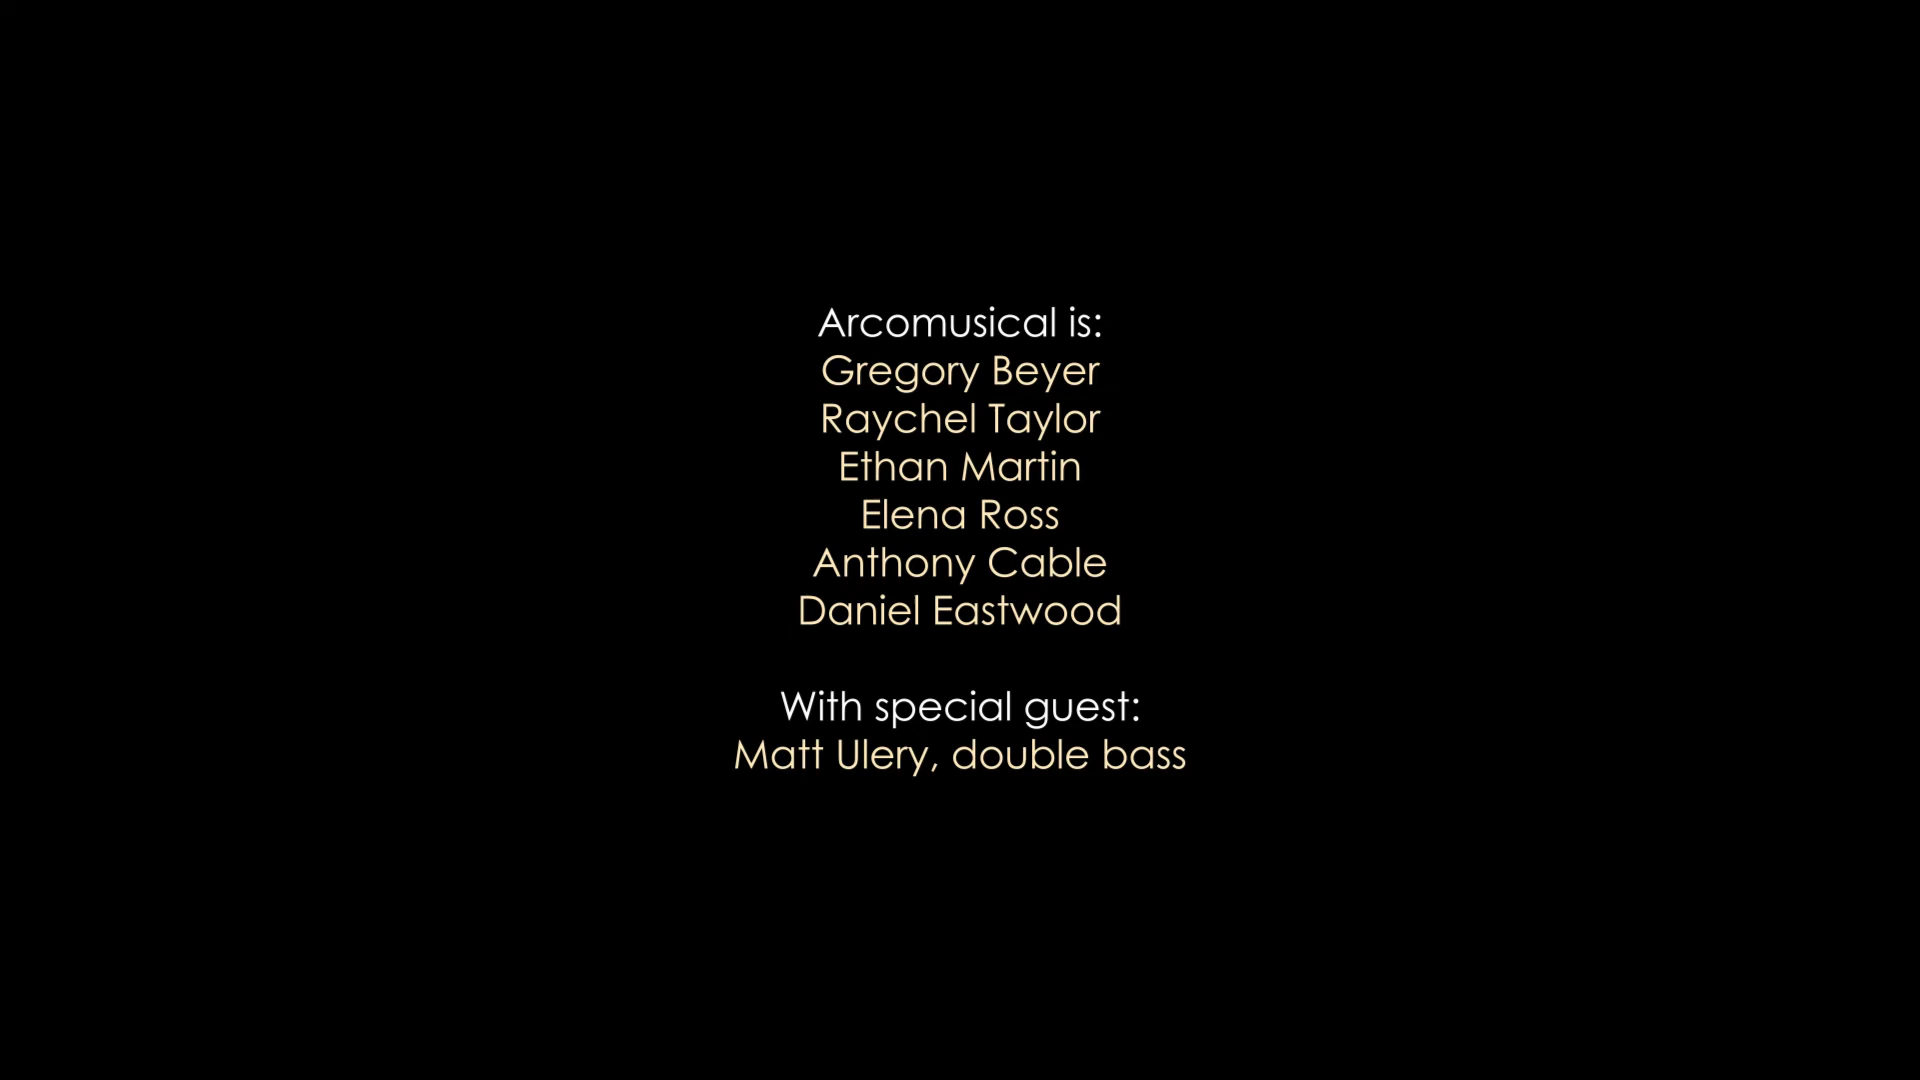 Arcomusical is:
Gregory Beyer
Raychel Taylor
Ethan Martin
Elena Ross
Anthony Cable
Daniel Eastwood
With special guest:
Matt Ulery, double bass